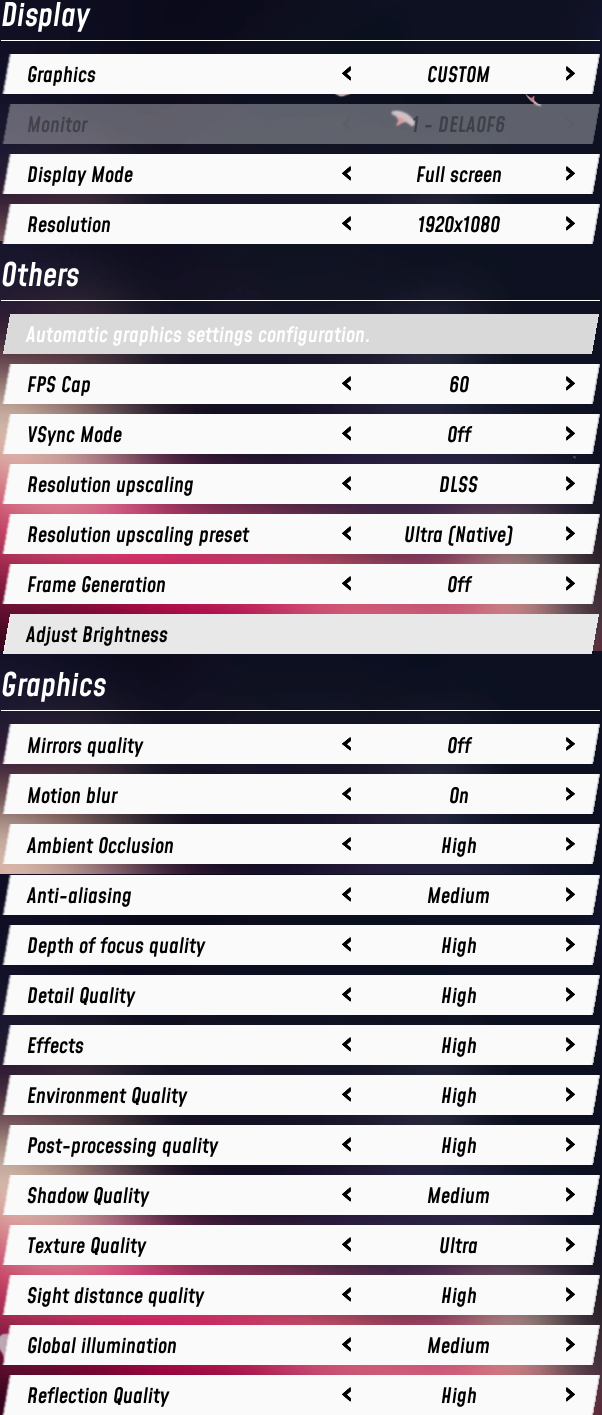 Display
Graphics < CUSTOM >
Monitor < 1 - DELA0F6 >
Display Mode < Full screen >
Resolution < 1920x1080 >
Others
Automatic graphics settings configuration.
FPS Cap < 60 >
VSync Mode < Off >
Resolution upscaling < DLSS >
Resolution upscaling preset < Ultra (Native) >
Frame Generation < Off >
Adjust Brightness
Graphics
Mirrors quality < Off >
Motion blur < On >
Ambient Occlusion < High >
Anti-aliasing < Medium >
Depth of focus quality < High >
Detail Quality < High >
Effects < High >
Environment Quality < High >
Post-processing quality < High >
Shadow Quality < Medium >
Texture Quality < Ultra >
Sight distance quality < High >
Global illumination < Medium >
Reflection Quality < High >